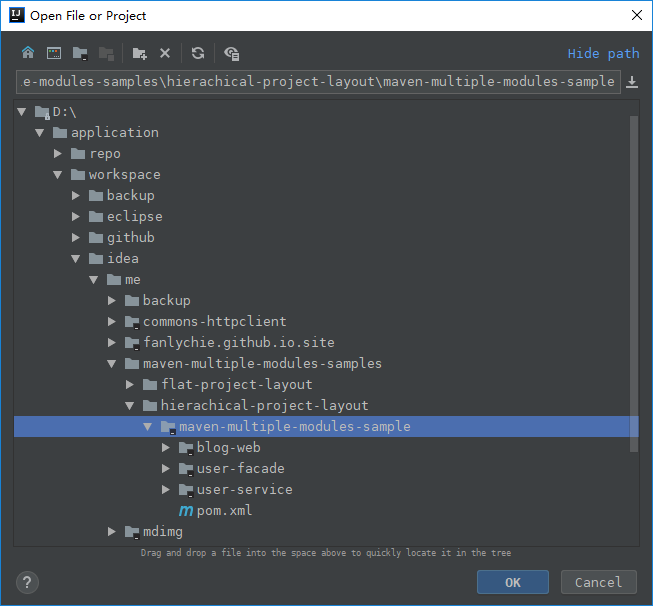 IJ Open File or Project
Hide path
e-modules-samples\hierachical-project-layout\maven-multiple-modules-sample
D:\
application
repo
workspace
backup
eclipse
github
idea
me
backup
commons-httpclient
fanlychie.github.io.site
maven-multiple-modules-samples
flat-project-layout
hierachical-project-layout
maven-multiple-modules-sample
blog-web
user-facade
user-service
m pom.xml
mdimg
Drag and drop a file into the space above to quickly locate it in the tree
? OK Cancel